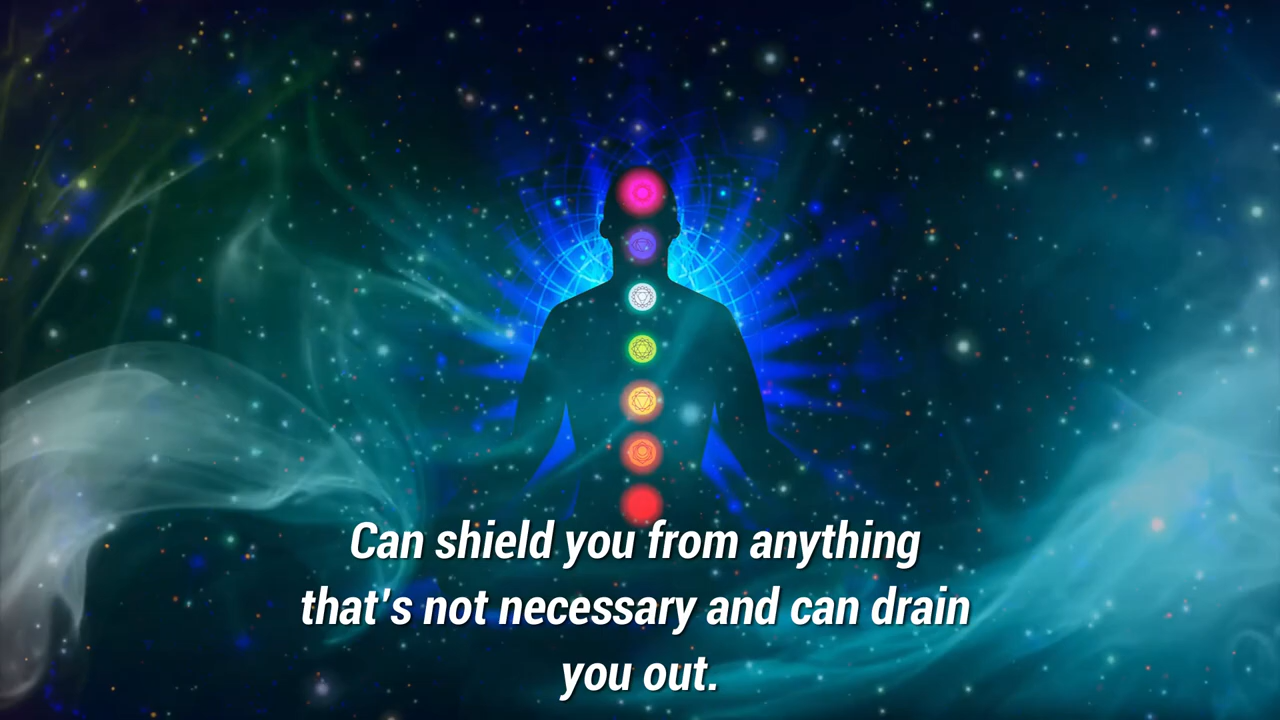 Can shield you from anything
that's not necessary and can drain
you out.